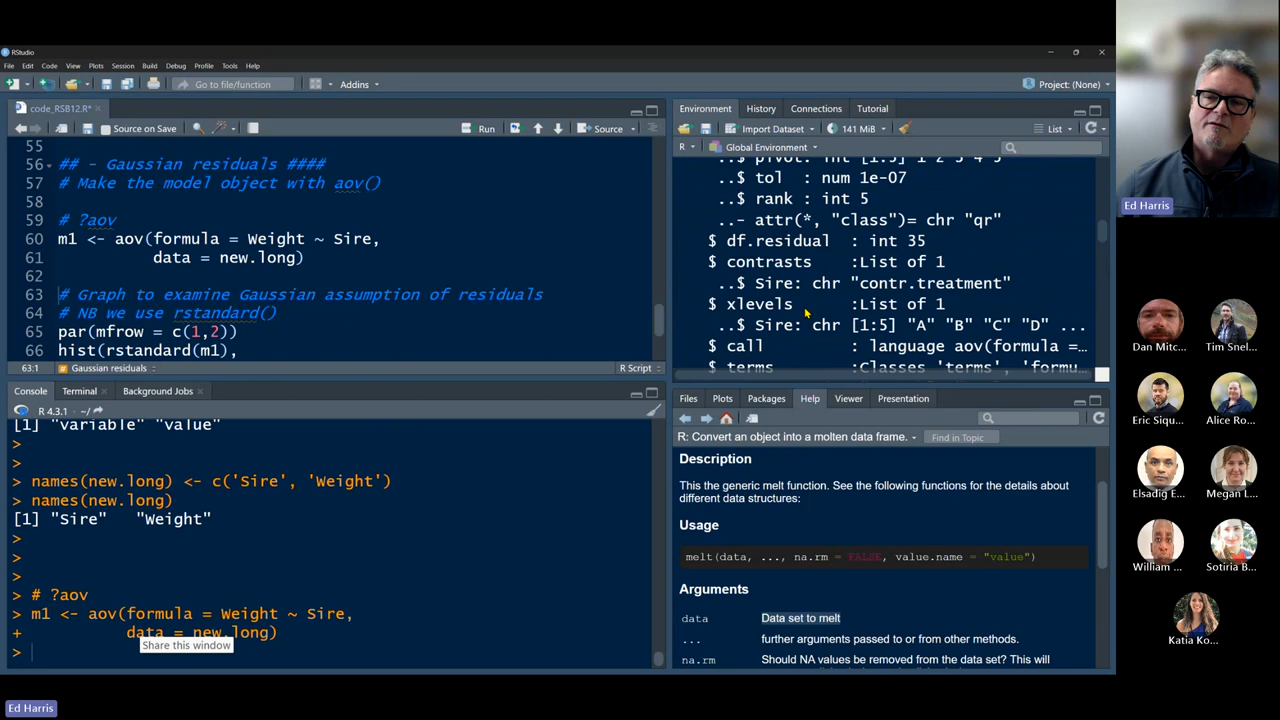 RStudio
File Edit Code View Plots Session Build Debug Profile Tools Help
Go to file/function
Addins
Project: (None)
code_RSB12.R*
Source on Save
Run
Source
55
56 ## - Gaussian residuals ####
57 # Make the model object with aov()
58
59 # ?aov
60 m1 <- aov(formula = Weight ~ Sire,
61 data = new.long)
62
63 # Graph to examine Gaussian assumption of residuals
64 # NB we use rstandard()
65 par(mfrow = c(1,2))
66 hist(rstandard(m1),
63:1 Gaussian residuals
R Script
Console Terminal Background Jobs
R 4.3.1 · ~/
[1] "variable" "value"
>
>
> names(new.long) <- c('Sire', 'Weight')
> names(new.long)
[1] "Sire" "Weight"
>
>
>
> # ?aov
> m1 <- aov(formula = Weight ~ Sire,
+ data = new.long)
Share this window
>
Environment History Connections Tutorial
Import Dataset
141 MiB
List
R
Global Environment
..$ pivot: int [1:5] 1 2 3 4 5
..$ tol : num 1e-07
..$ rank : int 5
..- attr(*, "class")= chr "qr"
$ df.residual : int 35
$ contrasts :List of 1
..$ Sire: chr "contr.treatment"
$ xlevels :List of 1
..$ Sire: chr [1:5] "A" "B" "C" "D" ...
$ call : language aov(formula =…
$ terms :Classes 'terms', 'formu…
Files Plots Packages Help Viewer Presentation
R: Convert an object into a molten data frame.
Find in Topic
Description
This the generic melt function. See the following functions for the details about
different data structures:
Usage
melt(data, ..., na.rm = FALSE, value.name = "value")
Arguments
data Data set to melt
... further arguments passed to or from other methods.
na.rm Should NA values be removed from the data set? This will
Ed Harris
Dan Mitc...
Tim Snel...
Eric Siqu...
Alice Ro...
Elsadig E...
Megan L...
William ...
Sotiria B...
Katia Ko...
Ed Harris